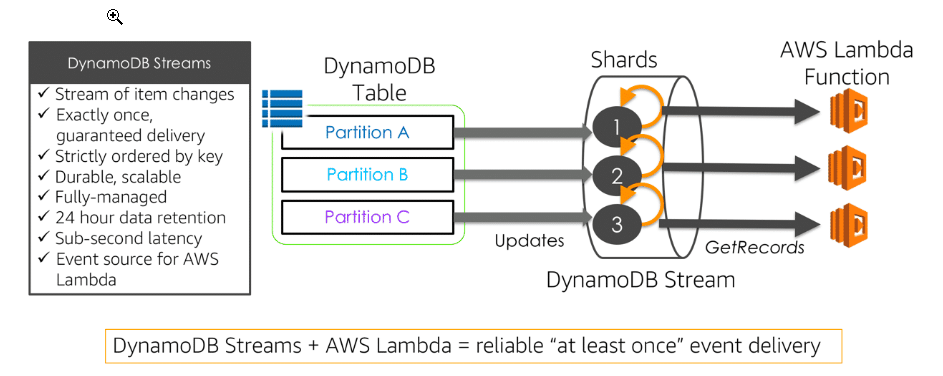 DynamoDB Streams
✓ Stream of item changes
✓ Exactly once,
guaranteed delivery
✓ Strictly ordered by key
✓ Durable, scalable
✓ Fully-managed
✓ 24 hour data retention
✓ Sub-second latency
✓ Event source for AWS
Lambda
DynamoDB
Table
Partition A
Partition B
Partition C
Updates
Shards
1
2
3
DynamoDB Stream
GetRecords
AWS Lambda
Function
DynamoDB Streams + AWS Lambda = reliable “at least once” event delivery